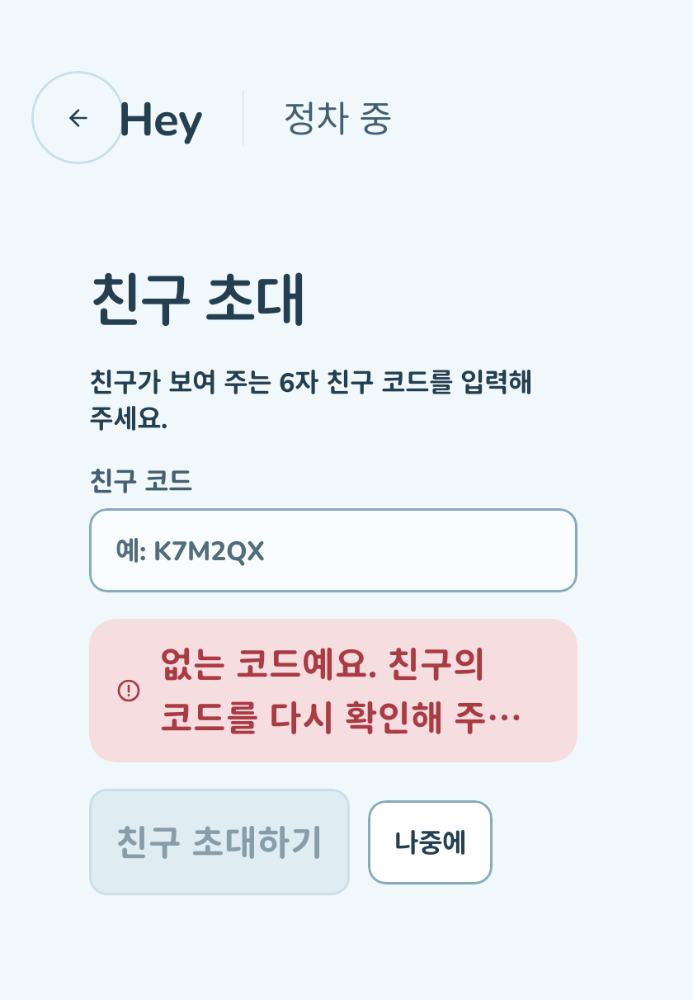 Hey
정차 중
친구 초대
친구가 보여 주는 6자 친구 코드를 입력해
주세요.
친구 코드
예: K7M2QX
없는 코드예요. 친구의
코드를 다시 확인해 주…
친구 초대하기
나중에